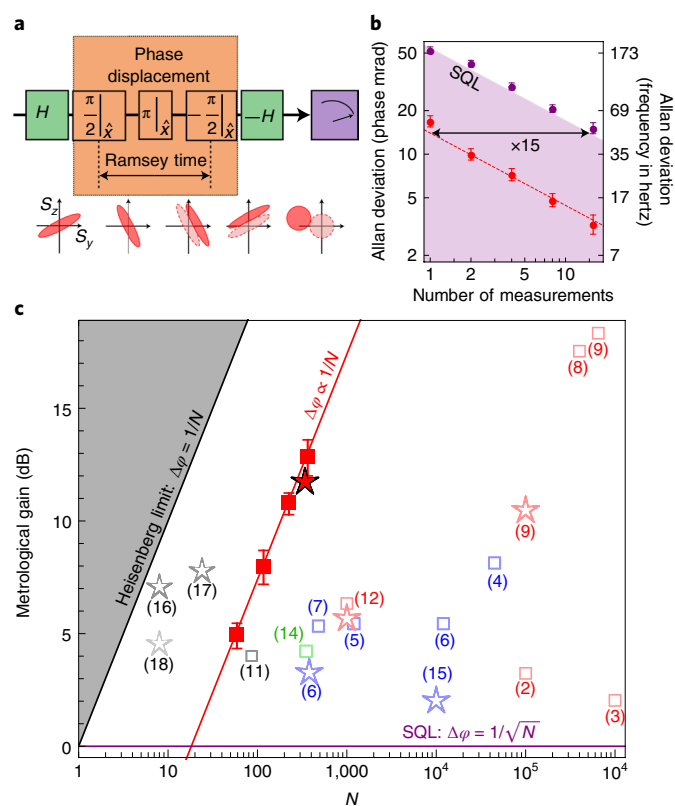 a
Phase
displacement
H
π/2|x̂
π|x̂
−π/2|x̂
−H
Ramsey time
S_z
S_y
b
Allan deviation (phase mrad)
50
20
10
5
2
SQL
×15
173
69
35
17
7
Allan deviation
(frequency in hertz)
1
2
10
Number of measurements
c
Metrological gain (dB)
15
10
5
0
Heisenberg limit: Δφ = 1/N
Δφ ∝ 1/N
(9)
(8)
(9)
(4)
(16)
(17)
(12)
(7)
(5)
(6)
(14)
(18)
(11)
(6)
(15)
(2)
(3)
SQL: Δφ = 1/√N
1
10
100
1,000
10⁴
10⁵
10⁶
N